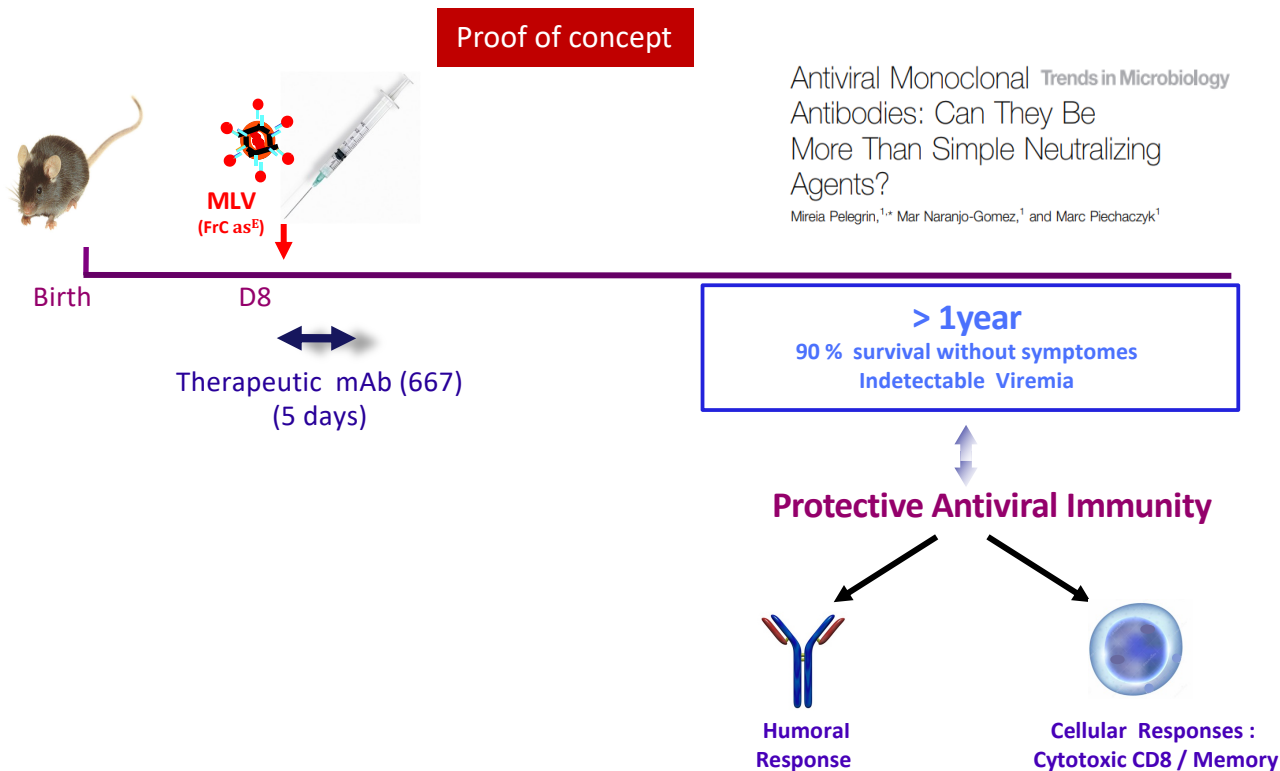 Proof of concept
Antiviral Monoclonal Trends in Microbiology
Antibodies: Can They Be
More Than Simple Neutralizing
Agents?
Mireia Pelegrin,¹,* Mar Naranjo-Gomez,¹ and Marc Piechaczyk¹
MLV
(FrC asᴱ)
Birth
D8
Therapeutic mAb (667)
(5 days)
> 1year
90 % survival without symptomes
Indetectable Viremia
Protective Antiviral Immunity
Humoral
Response
Cellular Responses :
Cytotoxic CD8 / Memory